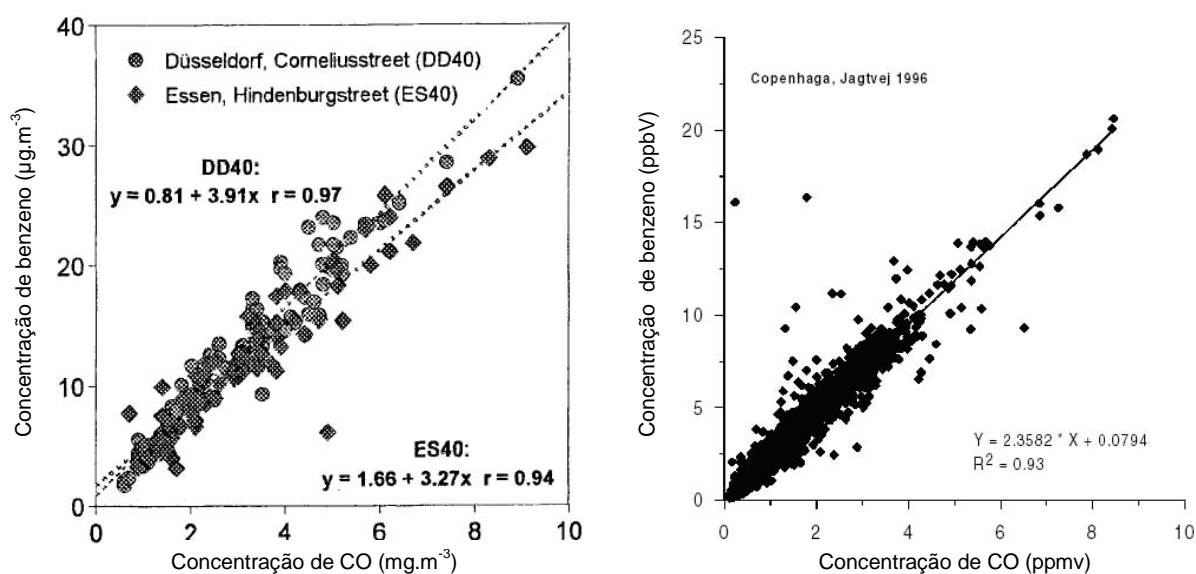 40
30
20
10
0
Concentração de benzeno (µg.m⁻³)
Düsseldorf, Corneliusstreet (DD40)
Essen, Hindenburgstreet (ES40)
DD40:
y = 0.81 + 3.91x r = 0.97
ES40:
y = 1.66 + 3.27x r = 0.94
0 2 4 6 8 10
Concentração de CO (mg.m⁻³)
25
20
15
10
5
0
Concentração de benzeno (ppbV)
Copenhaga, Jagtvej 1996
Y = 2.3582 * X + 0.0794
R² = 0.93
0 2 4 6 8 10
Concentração de CO (ppmv)